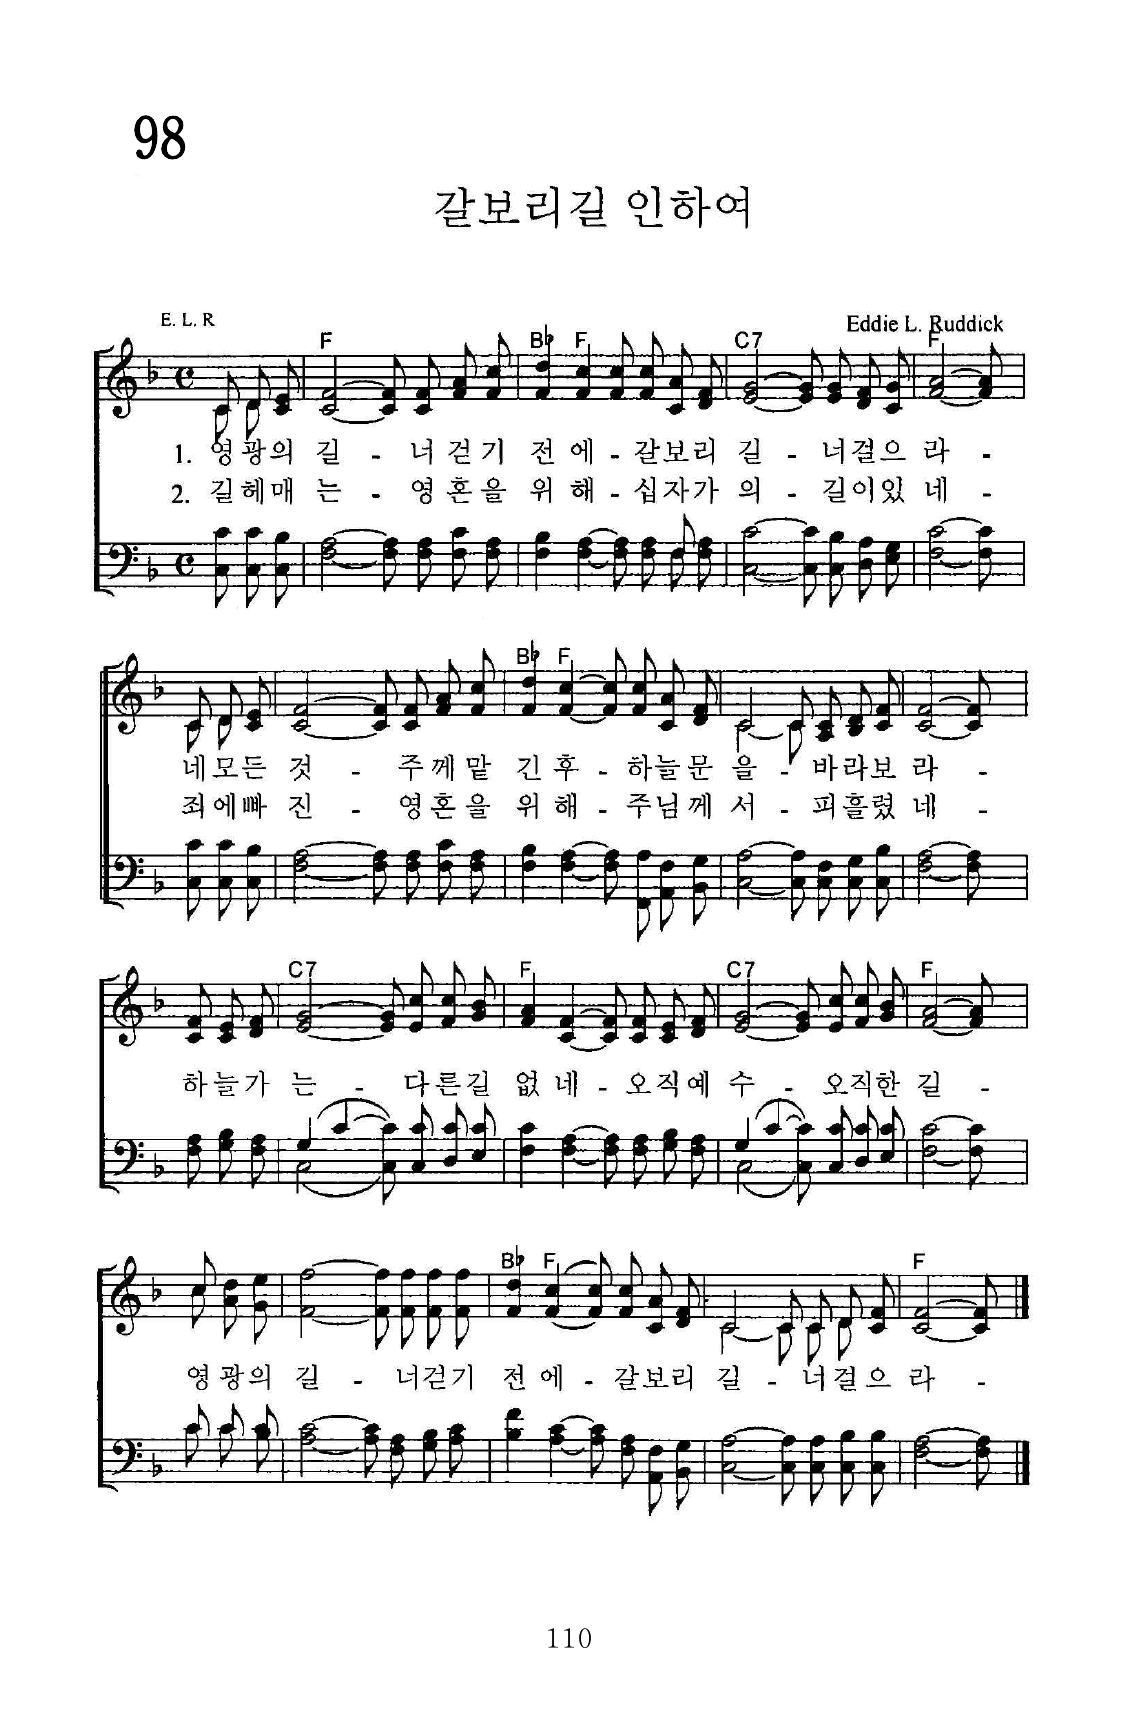 98
갈보리길 인하여
E. L. R
Eddie L. Ruddick
F B♭ F C7 F
1. 영광의 길 - 너걷기 전에 - 갈보리 길 - 너걸으 라 -
2. 길헤매 는 - 영혼을 위해 - 십자가 의 - 길이있 네 -
B♭ F
네모든 것 - 주께맡 긴후 - 하늘문 을 - 바라보 라 -
죄에빠 진 - 영혼을 위해 - 주님께 서 - 피흘렸 네 -
C7 F C7 F
하늘가 는 - 다른길 없네 - 오직예 수 - 오직한 길 -
B♭ F F
영광의 길 - 너걷기 전에 - 갈보리 길 - 너걸으 라 -
110